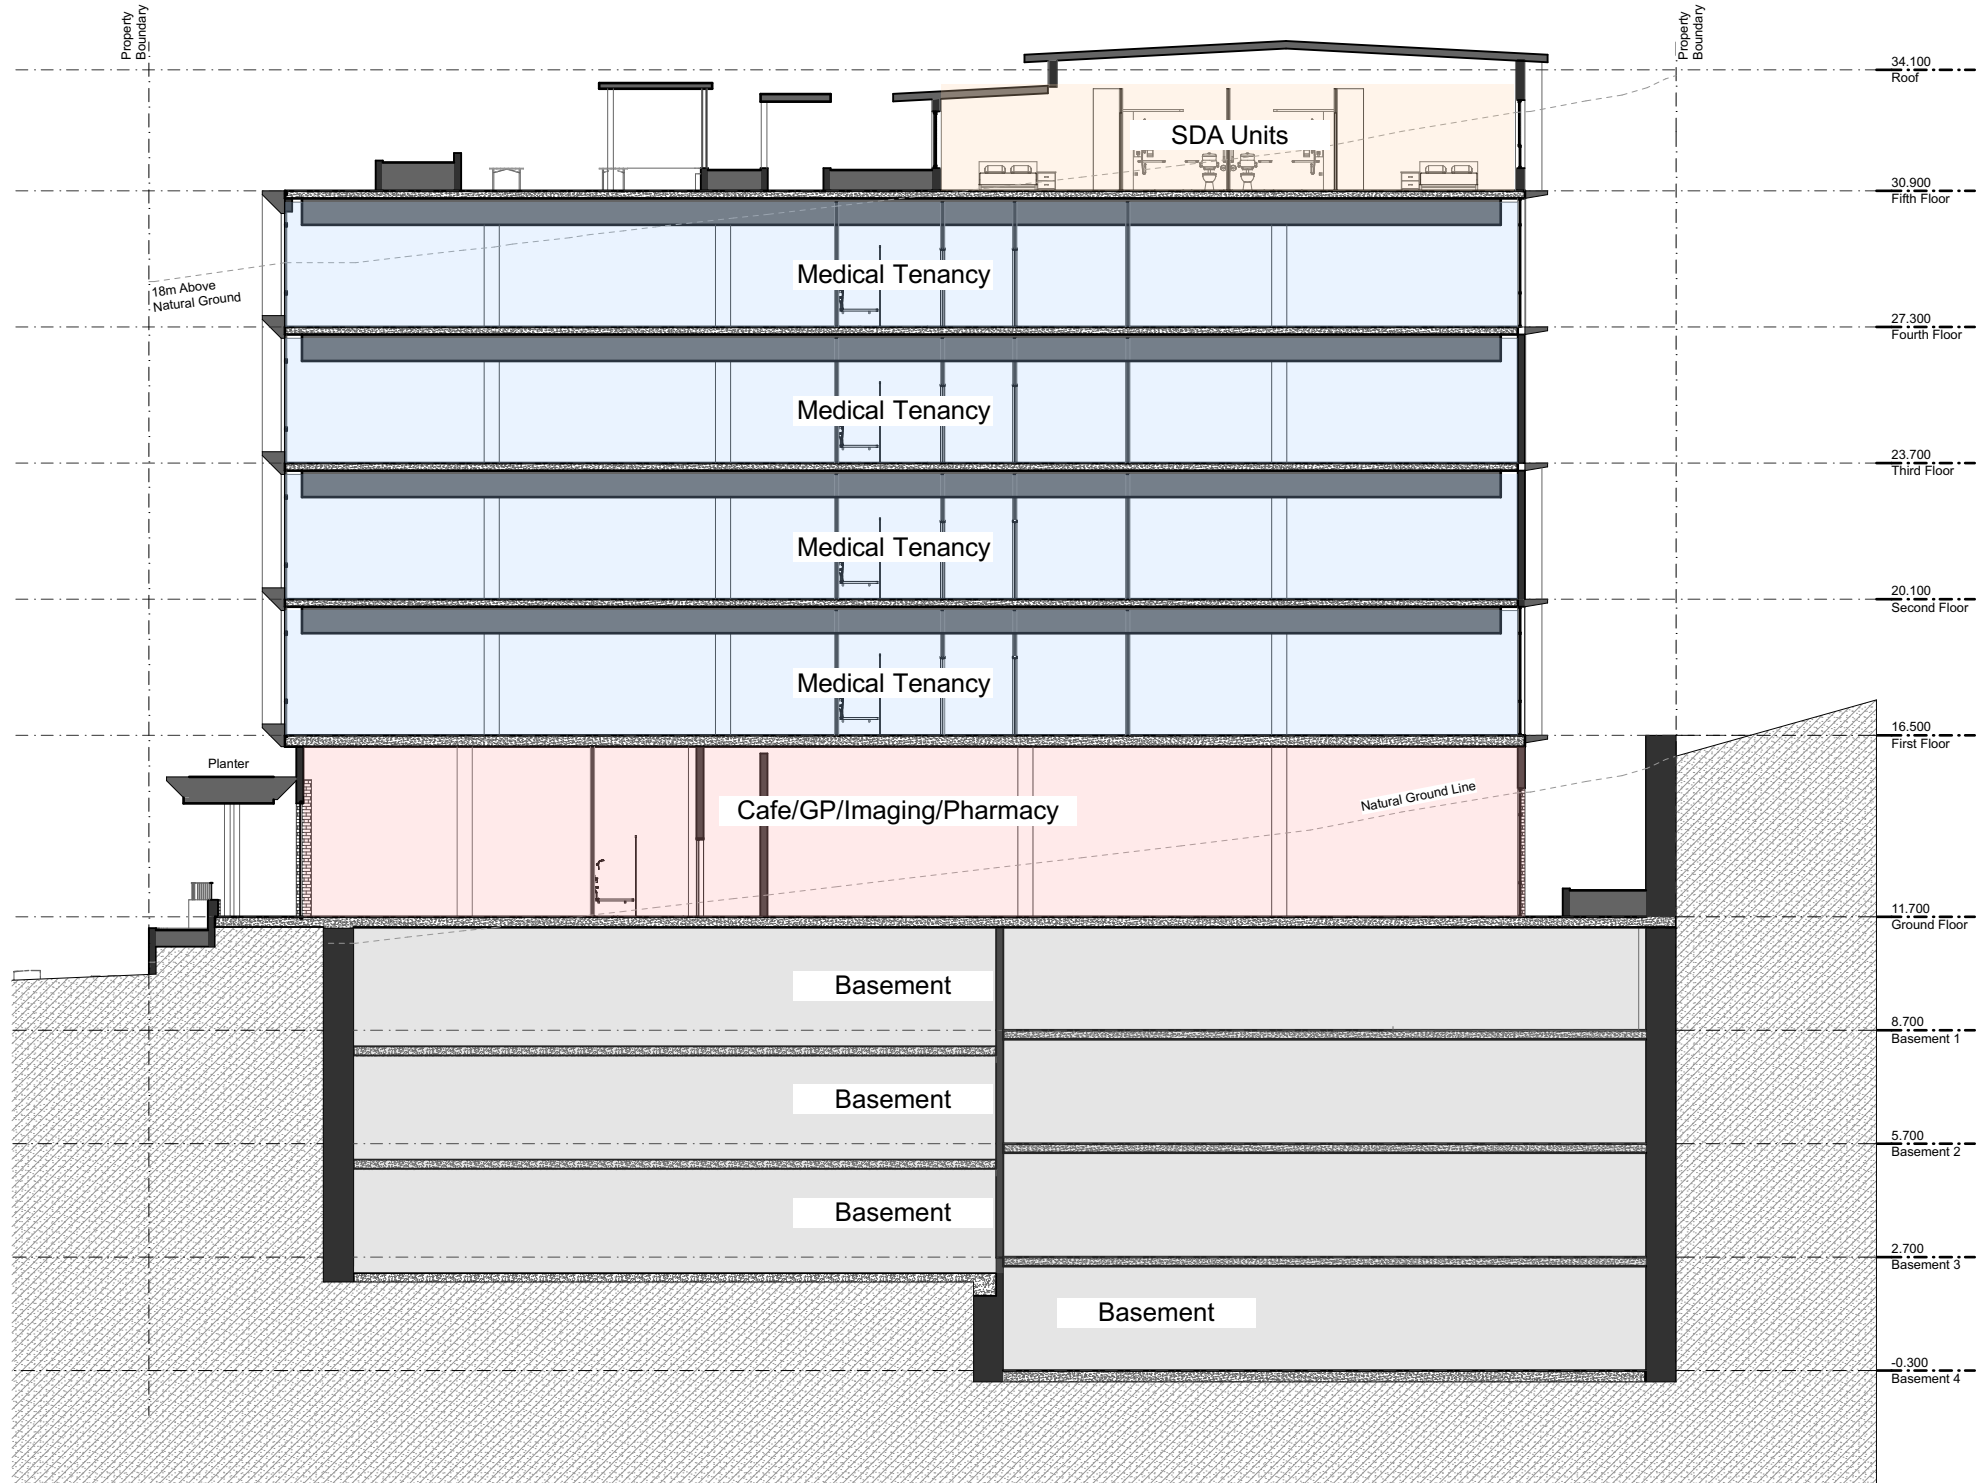 Property
Boundary
Property
Boundary
34.100
Roof
SDA Units
30.900
Fifth Floor
Medical Tenancy
18m Above
Natural Ground
27.300
Fourth Floor
Medical Tenancy
23.700
Third Floor
Medical Tenancy
20.100
Second Floor
Medical Tenancy
16.500
First Floor
Planter
Cafe/GP/Imaging/Pharmacy
Natural Ground Line
11.700
Ground Floor
Basement
8.700
Basement 1
Basement
5.700
Basement 2
Basement
2.700
Basement 3
Basement
-0.300
Basement 4